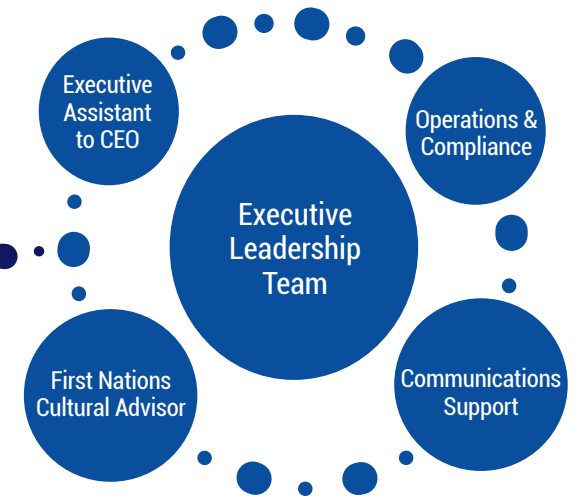 Executive
Assistant
to CEO
Operations &
Compliance
Executive
Leadership
Team
First Nations
Cultural Advisor
Communications
Support